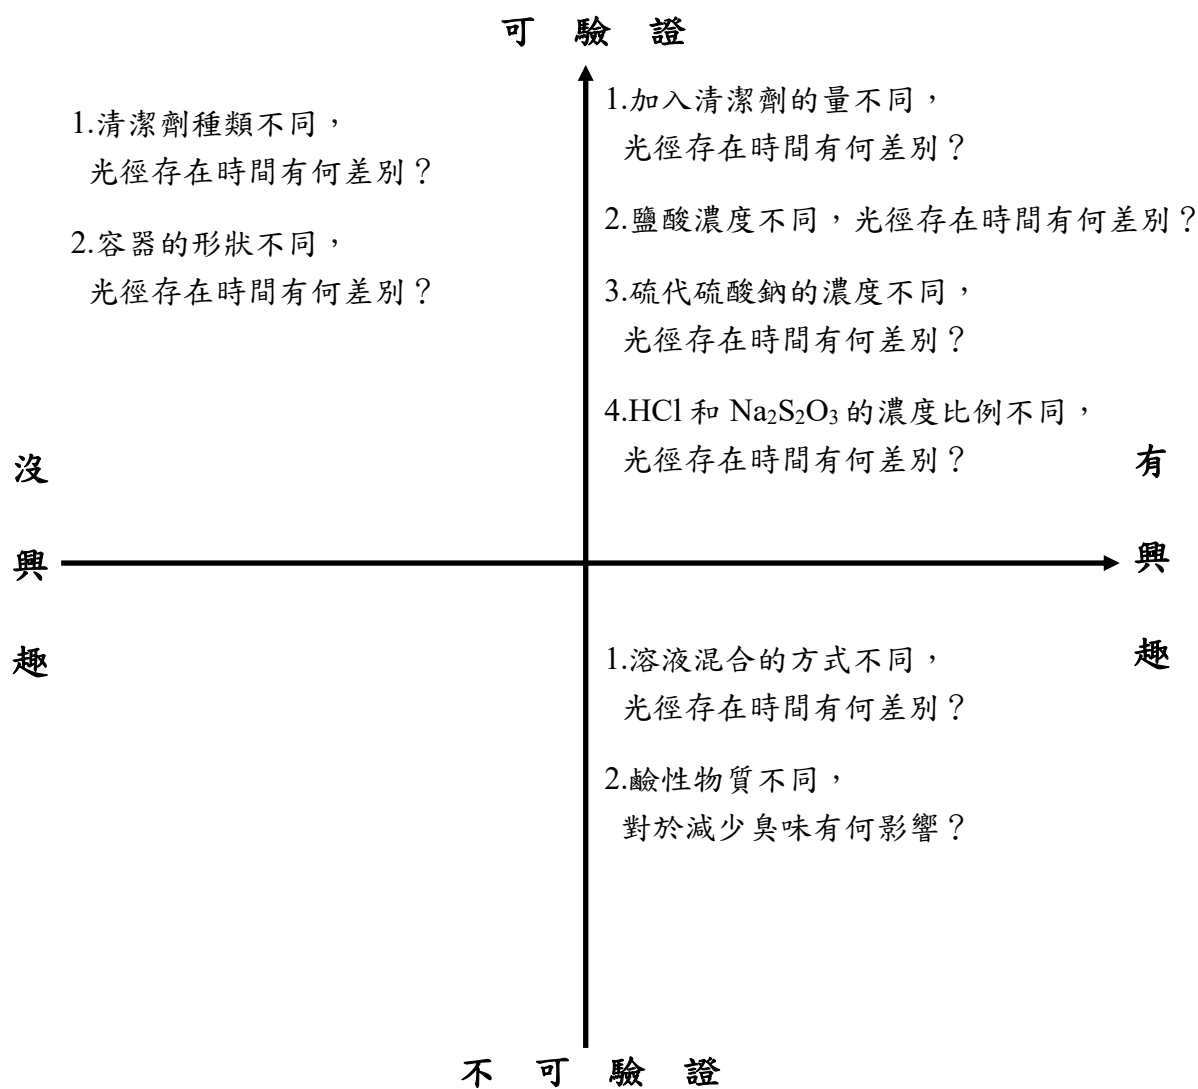 可 驗 證
1.清潔劑種類不同，
光徑存在時間有何差別？
2.容器的形狀不同，
光徑存在時間有何差別？
1.加入清潔劑的量不同，
光徑存在時間有何差別？
2.鹽酸濃度不同，光徑存在時間有何差別？
3.硫代硫酸鈉的濃度不同，
光徑存在時間有何差別？
4.HCl 和 Na₂S₂O₃ 的濃度比例不同，
光徑存在時間有何差別？
沒興趣
有興趣
1.溶液混合的方式不同，
光徑存在時間有何差別？
2.鹼性物質不同，
對於減少臭味有何影響？
不 可 驗 證